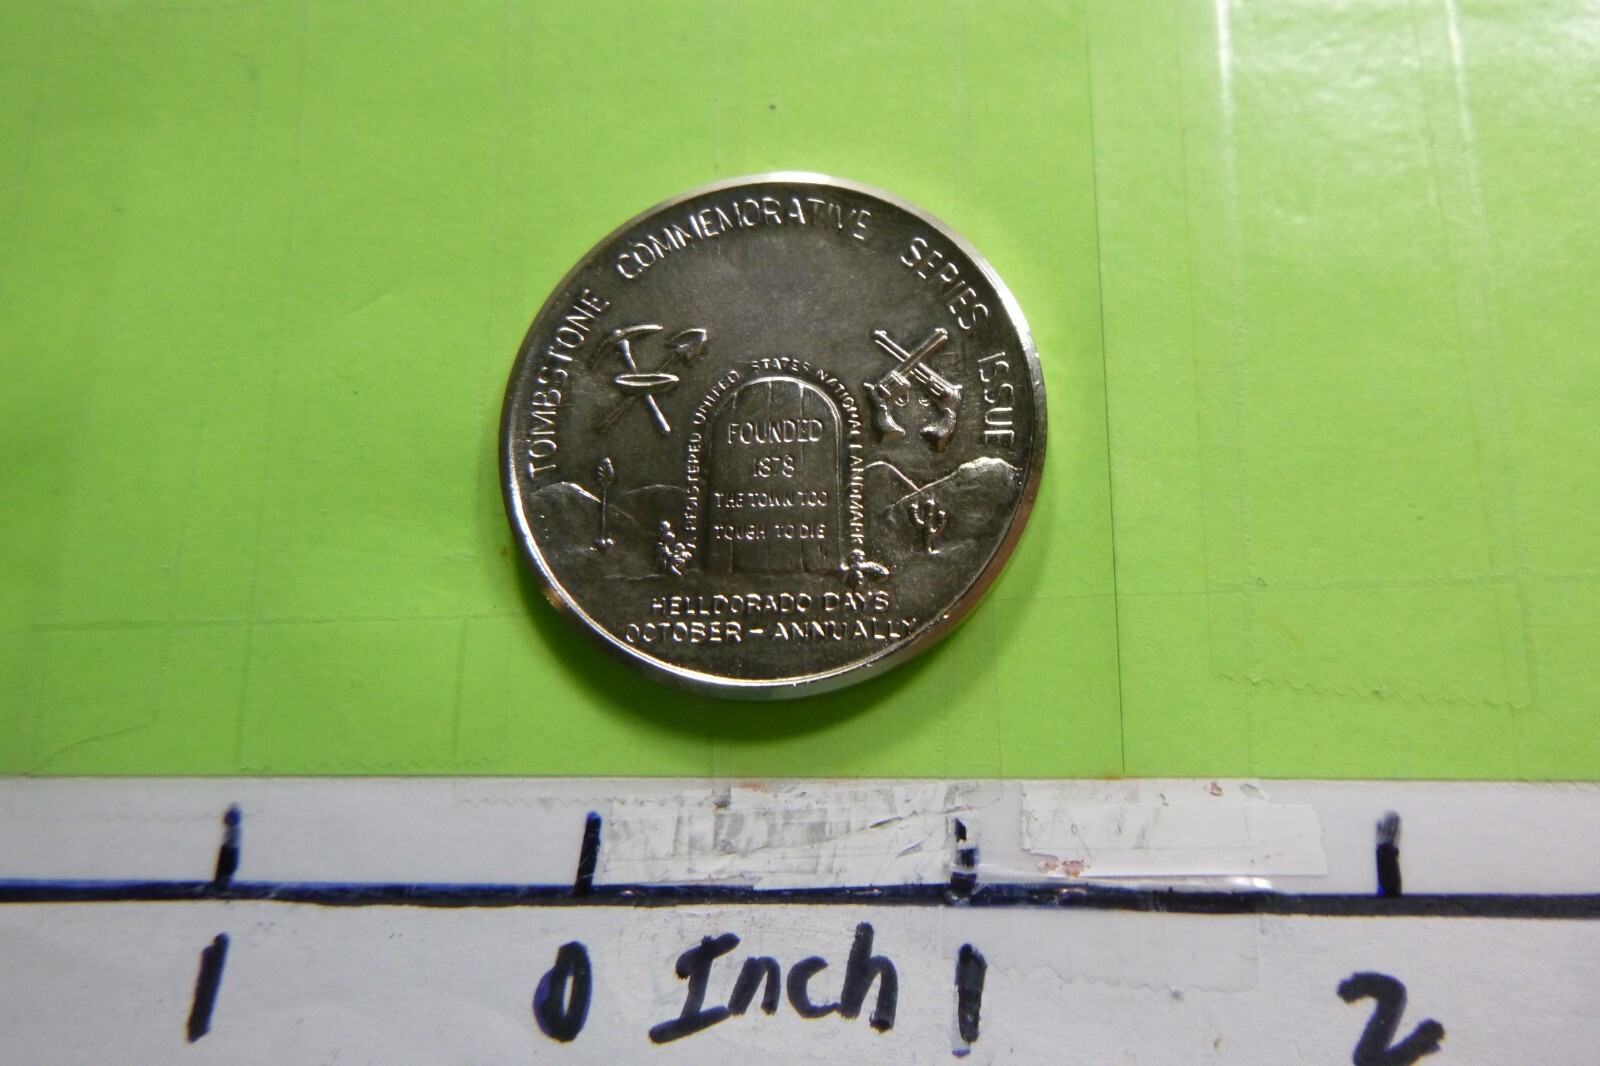 TOMBSTONE COMMEMORATIVE SERIES ISSUE
REGISTERED UNITED STATES NATIONAL LANDMARK
FOUNDED
1878
THE TOWN TOO
TOUGH TO DIE
HELLDORADO DAYS
OCTOBER - ANNUALLY
1 0 Inch 1 2